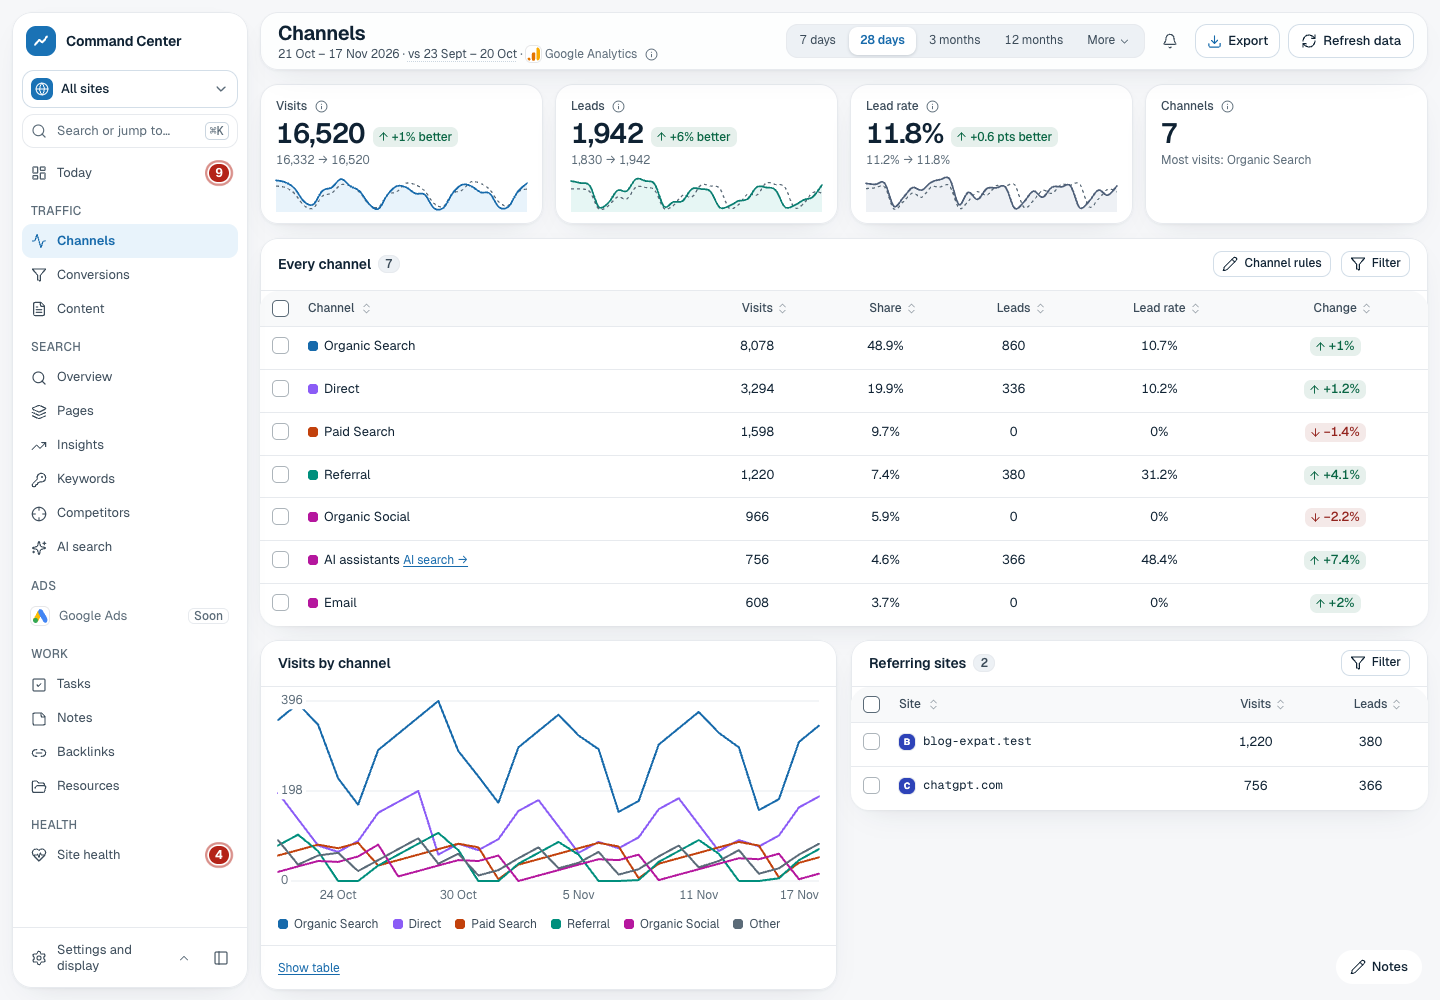 Command Center
All sites
Search or jump to...
⌘K
Today
9
TRAFFIC
Channels
Conversions
Content
SEARCH
Overview
Pages
Insights
Keywords
Competitors
AI search
ADS
Google Ads
Soon
WORK
Tasks
Notes
Backlinks
Resources
HEALTH
Site health
4
Settings and
display
Channels
21 Oct – 17 Nov 2026 · vs 23 Sept – 20 Oct · Google Analytics
7 days
28 days
3 months
12 months
More
Export
Refresh data
Visits
16,520
↑ +1% better
16,332 → 16,520
Leads
1,942
↑ +6% better
1,830 → 1,942
Lead rate
11.8%
↑ +0.6 pts better
11.2% → 11.8%
Channels
7
Most visits: Organic Search
Every channel 7
Channel rules
Filter
Channel Visits Share Leads Lead rate Change
Organic Search 8,078 48.9% 860 10.7% ↑ +1%
Direct 3,294 19.9% 336 10.2% ↑ +1.2%
Paid Search 1,598 9.7% 0 0% ↓ −1.4%
Referral 1,220 7.4% 380 31.2% ↑ +4.1%
Organic Social 966 5.9% 0 0% ↓ −2.2%
AI assistants AI search → 756 4.6% 366 48.4% ↑ +7.4%
Email 608 3.7% 0 0% ↑ +2%
Visits by channel
396
198
0
24 Oct 30 Oct 5 Nov 11 Nov 17 Nov
Organic Search Direct Paid Search Referral Organic Social Other
Show table
Referring sites 2
Filter
Site Visits Leads
B blog-expat.test 1,220 380
C chatgpt.com 756 366
Notes